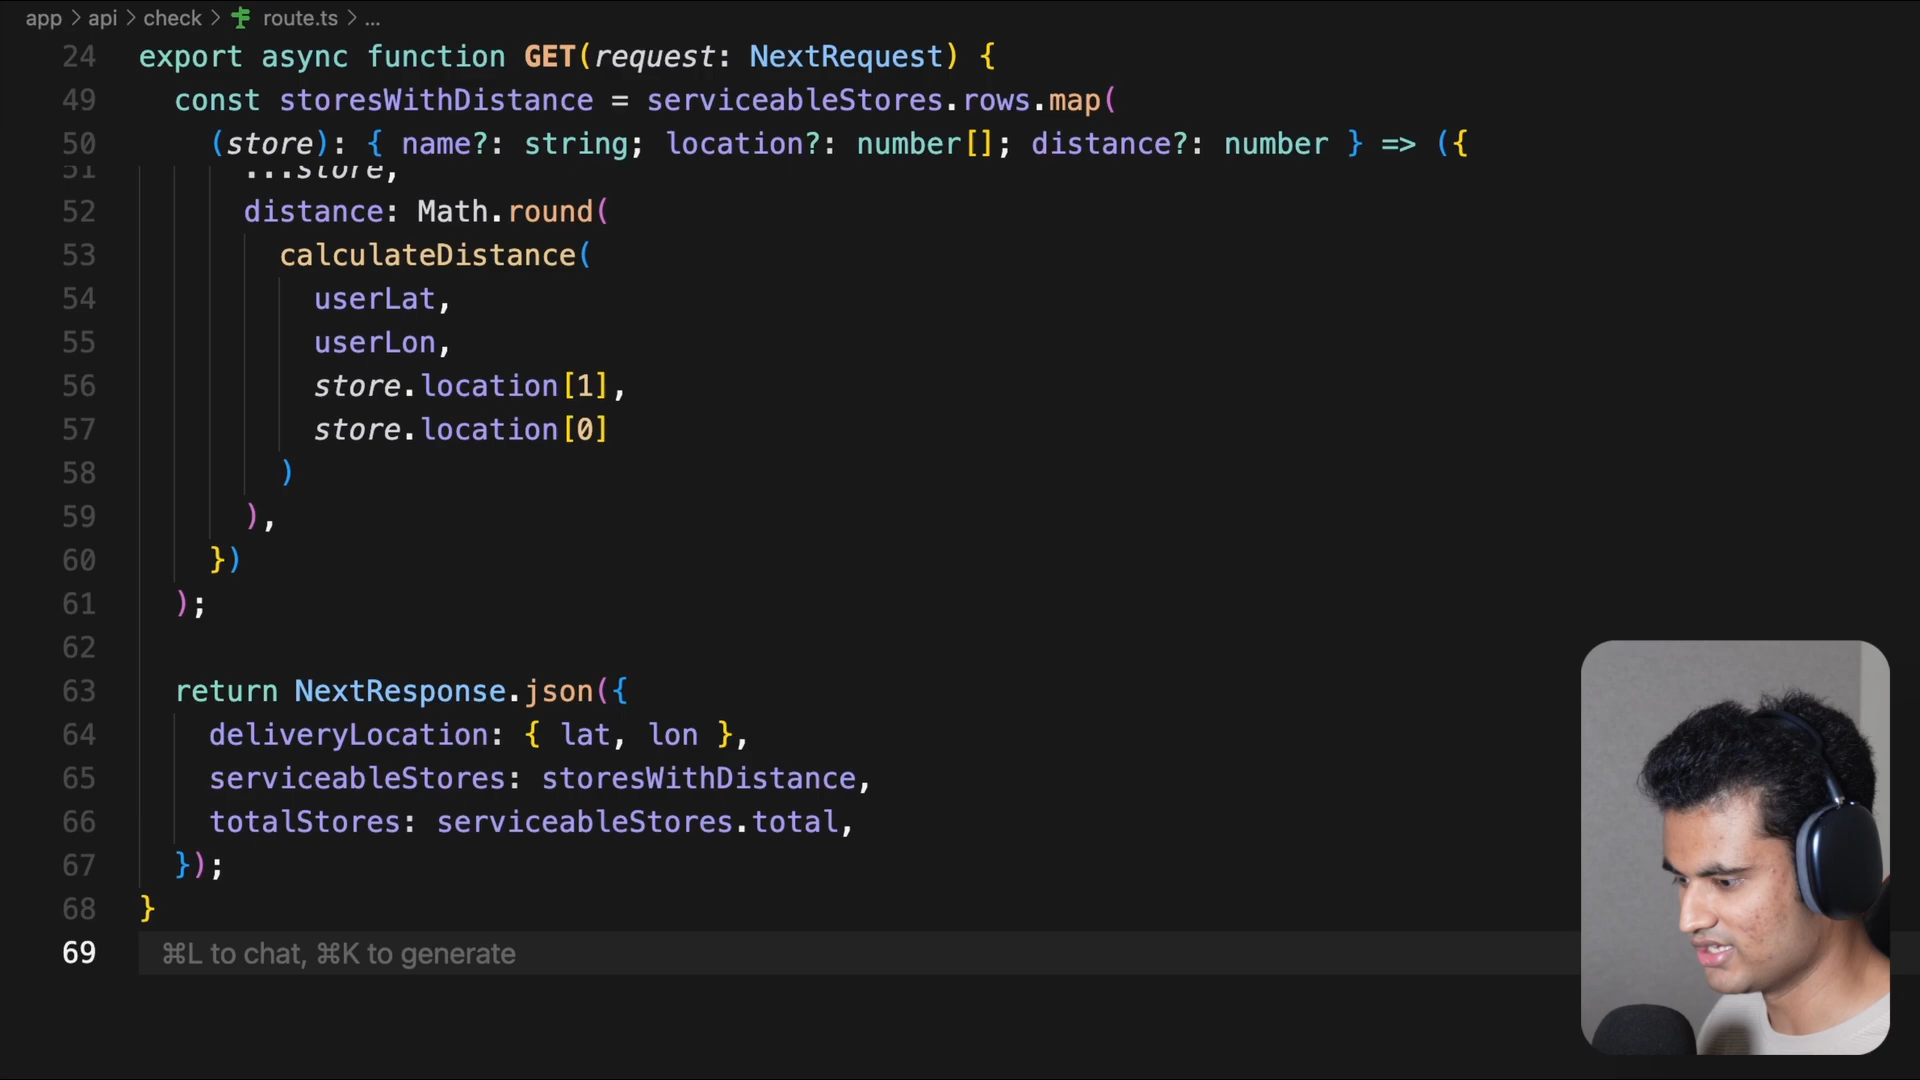 app > api > check > route.ts > ...
24 export async function GET(request: NextRequest) {
49 const storesWithDistance = serviceableStores.rows.map(
50 (store): { name?: string; location?: number[]; distance?: number } => ({
51 ...store,
52 distance: Math.round(
53 calculateDistance(
54 userLat,
55 userLon,
56 store.location[1],
57 store.location[0]
58 )
59 ),
60 })
61 );
62
63 return NextResponse.json({
64 deliveryLocation: { lat, lon },
65 serviceableStores: storesWithDistance,
66 totalStores: serviceableStores.total,
67 });
68 }
69 ⌘L to chat, ⌘K to generate